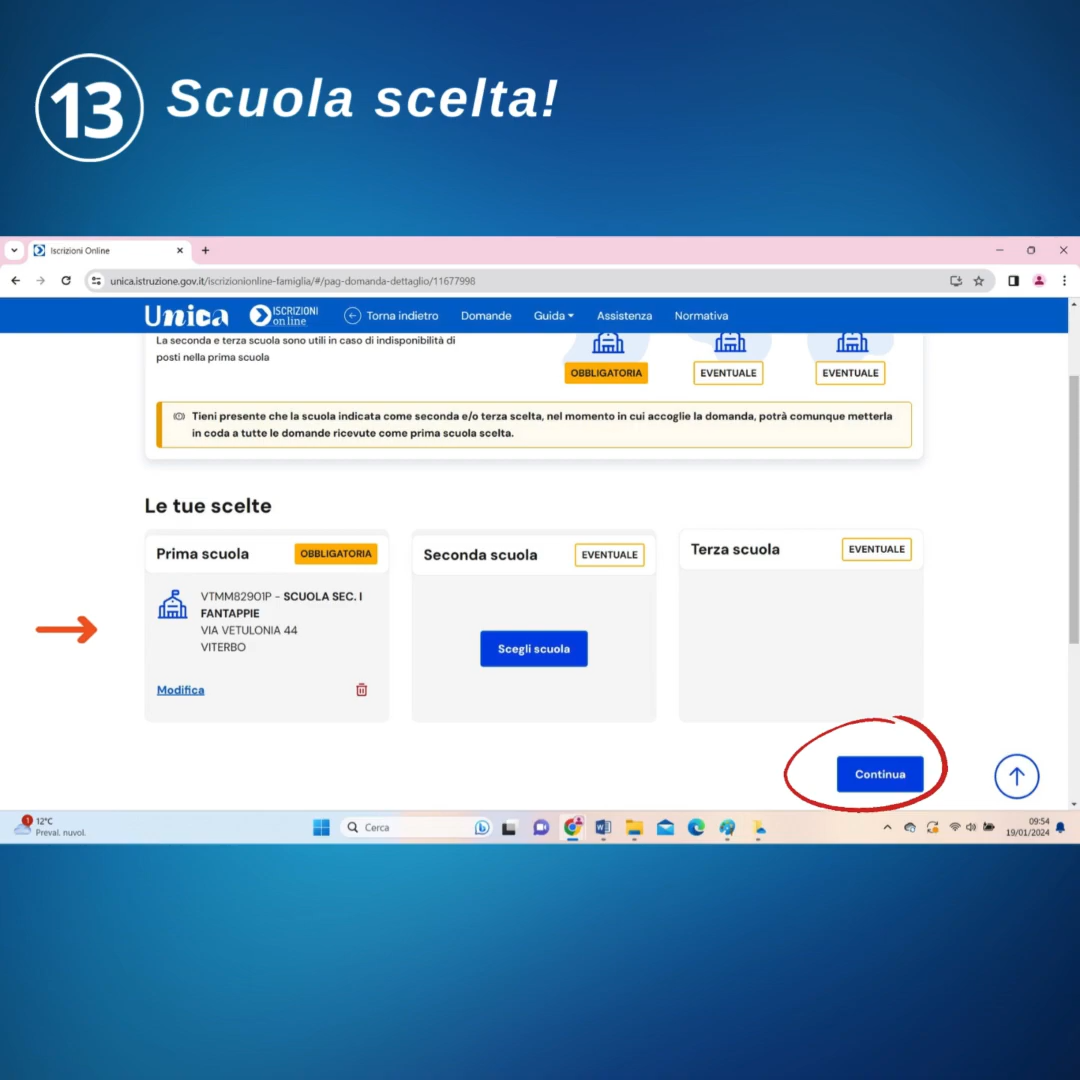 13 Scuola scelta!
Iscrizioni Online
unica.istruzione.gov.it/iscrizionionline-famiglia/#/pag-domanda-dettaglio/11677998
Unica ISCRIZIONI Torna indietro Domande Guida Assistenza Normativa
on line
La seconda e terza scuola sono utili in caso di indisponibilità di
posti nella prima scuola
OBBLIGATORIA EVENTUALE EVENTUALE
Tieni presente che la scuola indicata come seconda e/o terza scelta, nel momento in cui accoglie la domanda, potrà comunque metterla
in coda a tutte le domande ricevute come prima scuola scelta.
Le tue scelte
Prima scuola OBBLIGATORIA
VTMM82901P - SCUOLA SEC. I
FANTAPPIE
VIA VETULONIA 44
VITERBO
Modifica
Seconda scuola EVENTUALE
Scegli scuola
Terza scuola EVENTUALE
Continua
1
12°C
Preval. nuvol.
Cerca
09:54
19/01/2024